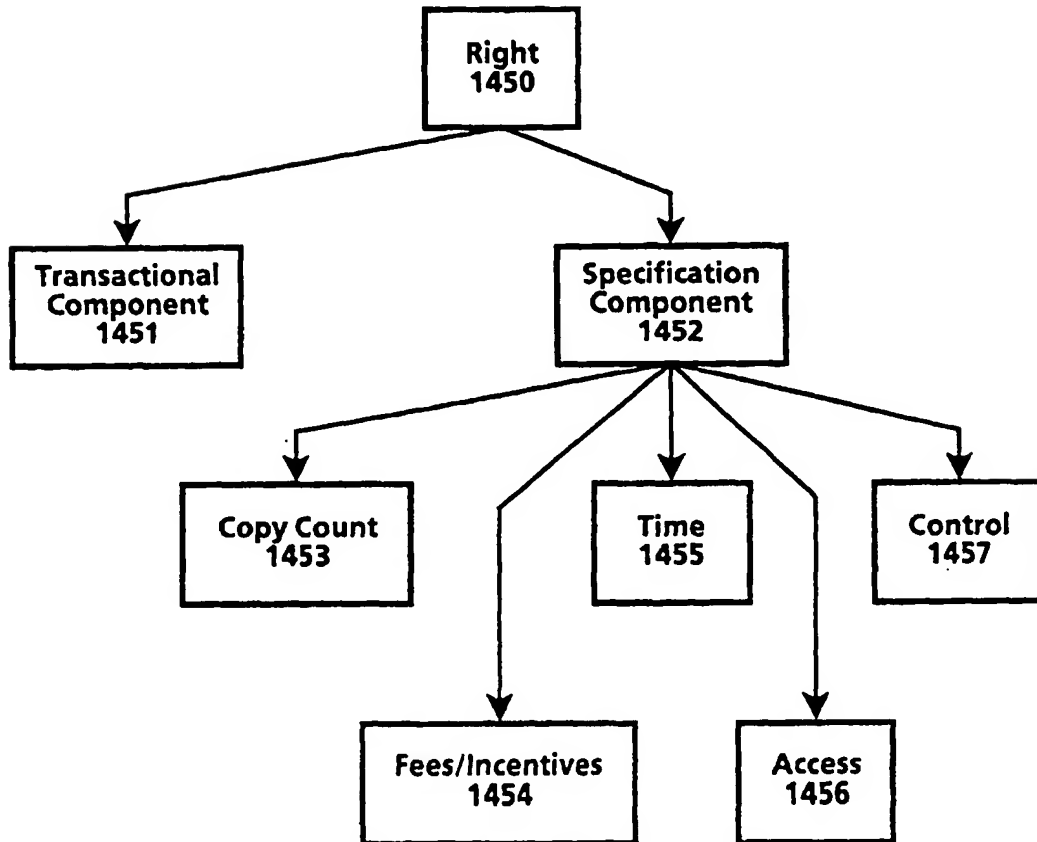 Right
1450
Transactional
Component
1451
Specification
Component
1452
Copy Count
1453
Time
1455
Control
1457
Fees/Incentives
1454
Access
1456